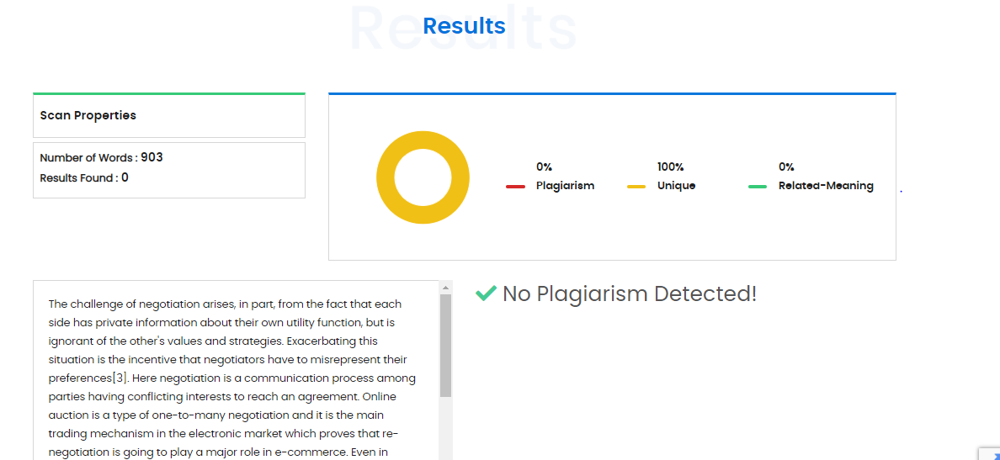 Results
Results
Scan Properties
Number of Words : 903
Results Found : 0
0%
Plagiarism
100%
Unique
0%
Related-Meaning
No Plagiarism Detected!
The challenge of negotiation arises, in part, from the fact that each
side has private information about their own utility function, but is
ignorant of the other's values and strategies. Exacerbating this
situation is the incentive that negotiators have to misrepresent their
preferences[3]. Here negotiation is a communication process among
parties having conflicting interests to reach an agreement. Online
auction is a type of one-to-many negotiation and it is the main
trading mechanism in the electronic market which proves that re-
negotiation is going to play a major role in e-commerce. Even in